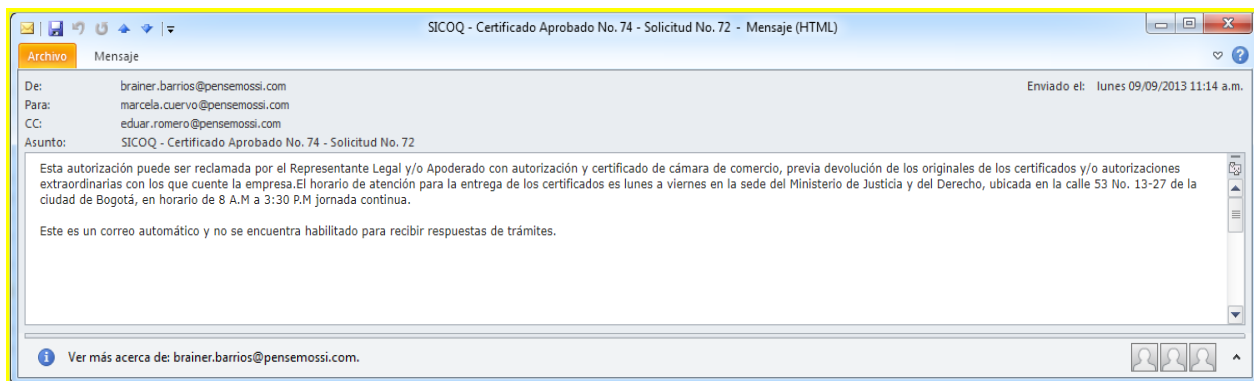 SICOQ - Certificado Aprobado No. 74 - Solicitud No. 72 - Mensaje (HTML)
Archivo Mensaje
De: brainer.barrios@pensemossi.com Enviado el: lunes 09/09/2013 11:14 a.m.
Para: marcela.cuervo@pensemossi.com
CC: eduar.romero@pensemossi.com
Asunto: SICOQ - Certificado Aprobado No. 74 - Solicitud No. 72
Esta autorización puede ser reclamada por el Representante Legal y/o Apoderado con autorización y certificado de cámara de comercio, previa devolución de los originales de los certificados y/o autorizaciones
extraordinarias con los que cuente la empresa.El horario de atención para la entrega de los certificados es lunes a viernes en la sede del Ministerio de Justicia y del Derecho, ubicada en la calle 53 No. 13-27 de la
ciudad de Bogotá, en horario de 8 A.M a 3:30 P.M jornada continua.
Este es un correo automático y no se encuentra habilitado para recibir respuestas de trámites.
Ver más acerca de: brainer.barrios@pensemossi.com.